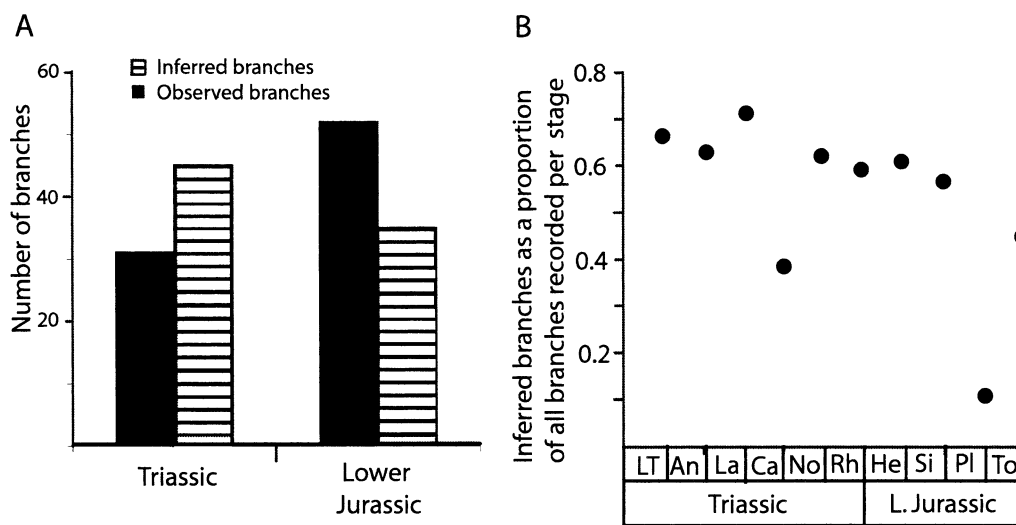 A
60
Inferred branches
Observed branches
40
20
Number of branches
Triassic
Lower
Jurassic
B
0.8
0.6
0.4
0.2
Inferred branches as a proportion
of all branches recorded per stage
LT An La Ca No Rh He Si Pl To
Triassic L. Jurassic